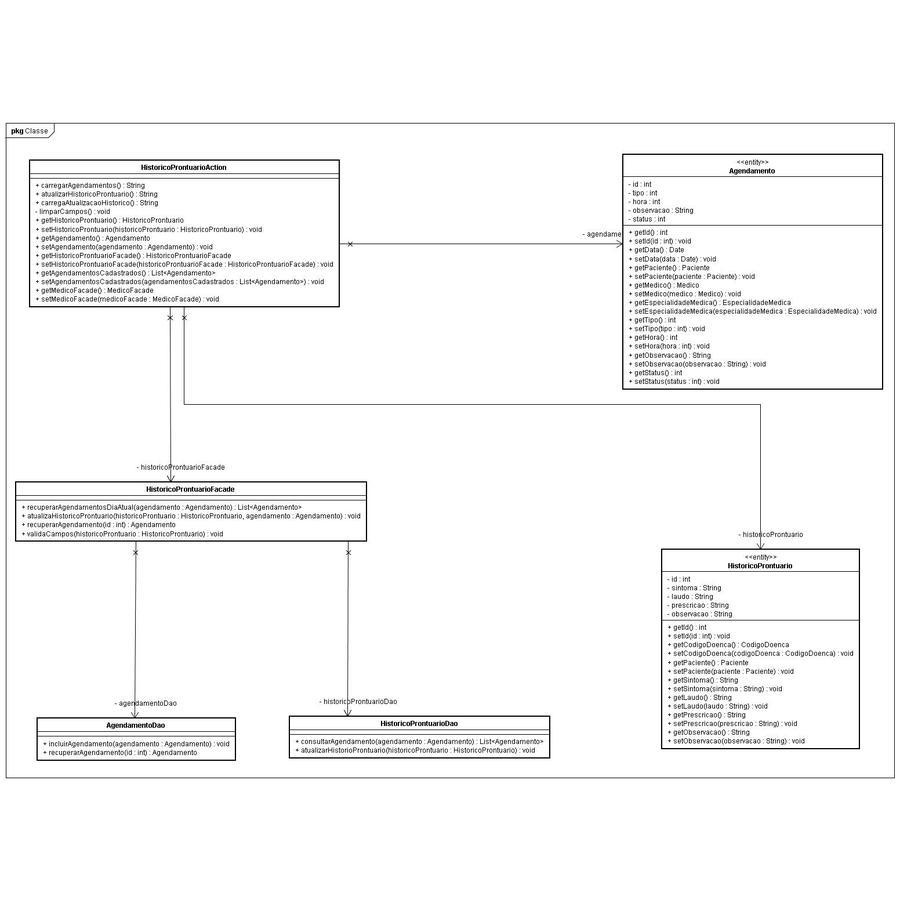 pkg Classe
HistoricoProntuarioAction
+ carregarAgendamentos() : String
+ atualizarHistoricoProntuario() : String
+ carregaAtualizacaoHistorico() : String
- limparCampos() : void
+ getHistoricoProntuario() : HistoricoProntuario
+ setHistoricoProntuario(historicoProntuario : HistoricoProntuario) : void
+ getAgendamento() : Agendamento
+ setAgendamento(agendamento : Agendamento) : void
+ getHistoricoProntuarioFacade() : HistoricoProntuarioFacade
+ setHistoricoProntuarioFacade(historicoProntuarioFacade : HistoricoProntuarioFacade) : void
+ getAgendamentosCadastrados() : List<Agendamento>
+ setAgendamentosCadastrados(agendamentosCadastrados : List<Agendamento>) : void
+ getMedicoFacade() : MedicoFacade
+ setMedicoFacade(medicoFacade : MedicoFacade) : void
- agendame
<<entity>>
Agendamento
- id : int
- tipo : int
- hora : int
- observacao : String
- status : int
+ getId() : int
+ setId(id : int) : void
+ getData() : Date
+ setData(data : Date) : void
+ getPaciente() : Paciente
+ setPaciente(paciente : Paciente) : void
+ getMedico() : Medico
+ setMedico(medico : Medico) : void
+ getEspecialidadeMedica() : EspecialidadeMedica
+ setEspecialidadeMedica(especialidadeMedica : EspecialidadeMedica) : void
+ getTipo() : int
+ setTipo(tipo : int) : void
+ getHora() : int
+ setHora(hora : int) : void
+ getObservacao() : String
+ setObservacao(observacao : String) : void
+ getStatus() : int
+ setStatus(status : int) : void
- historicoProntuarioFacade
HistoricoProntuarioFacade
+ recuperarAgendamentosDiaAtual(agendamento : Agendamento) : List<Agendamento>
+ atualizaHistoricoProntuario(historicoProntuario : HistoricoProntuario, agendamento : Agendamento) : void
+ recuperarAgendamento(id : int) : Agendamento
+ validaCampos(historicoProntuario : HistoricoProntuario) : void
- historicoProntuario
<<entity>>
HistoricoProntuario
- id : int
- sintoma : String
- laudo : String
- prescricao : String
- observacao : String
+ getId() : int
+ setId(id : int) : void
+ getCodigoDoenca() : CodigoDoenca
+ setCodigoDoenca(codigoDoenca : CodigoDoenca) : void
+ getPaciente() : Paciente
+ setPaciente(paciente : Paciente) : void
+ getSintoma() : String
+ setSintoma(sintoma : String) : void
+ getLaudo() : String
+ setLaudo(laudo : String) : void
+ getPrescricao() : String
+ setPrescricao(prescricao : String) : void
+ getObservacao() : String
+ setObservacao(observacao : String) : void
- agendamentoDao
AgendamentoDao
+ incluirAgendamento(agendamento : Agendamento) : void
+ recuperarAgendamento(id : int) : Agendamento
- historicoProntuarioDao
HistoricoProntuarioDao
+ consultarAgendamento(agendamento : Agendamento) : List<Agendamento>
+ atualizarHistorioProntuario(historicoProntuario : HistoricoProntuario) : void